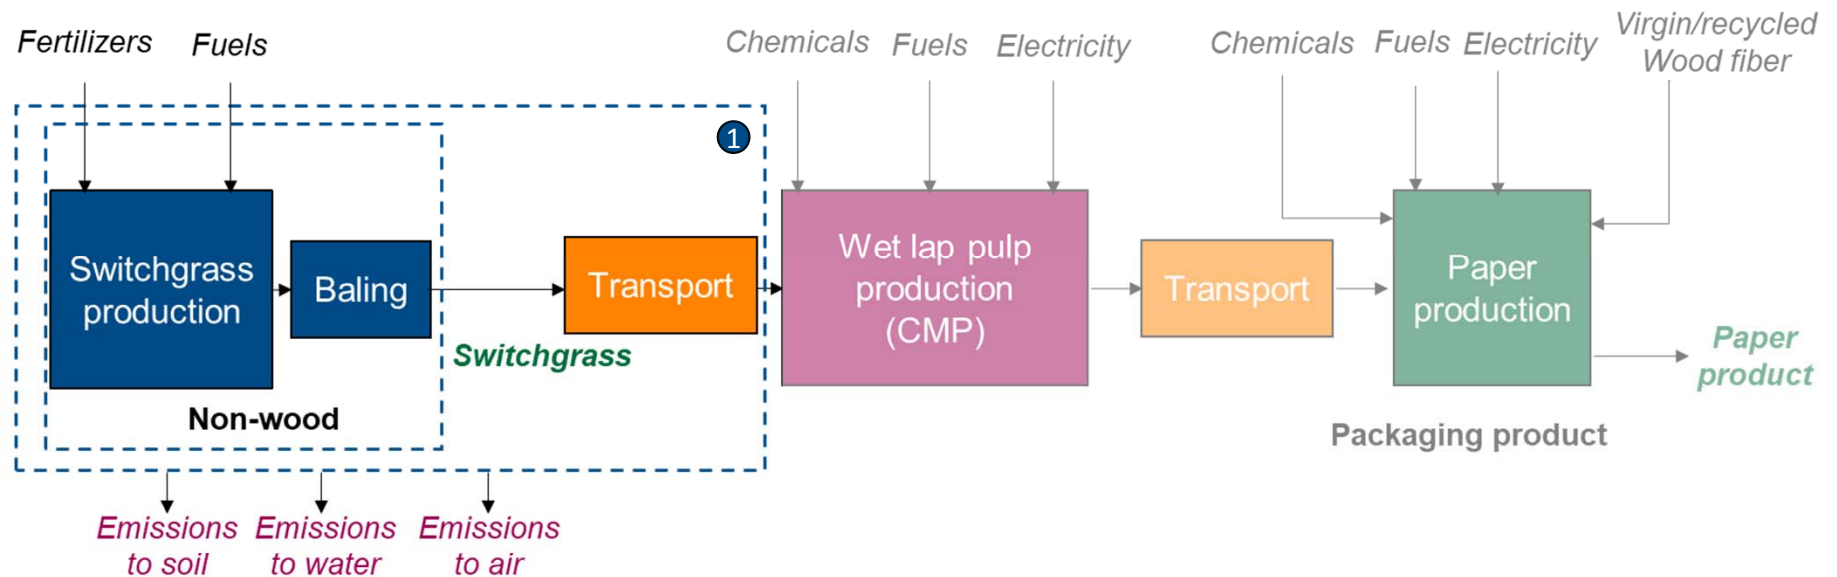 Fertilizers
Fuels
Chemicals
Fuels
Electricity
Chemicals
Fuels
Electricity
Virgin/recycled
Wood fiber
1
Switchgrass
production
Baling
Transport
Switchgrass
Non-wood
Wet lap pulp
production
(CMP)
Transport
Paper
production
Paper
product
Packaging product
Emissions
to soil
Emissions
to water
Emissions
to air